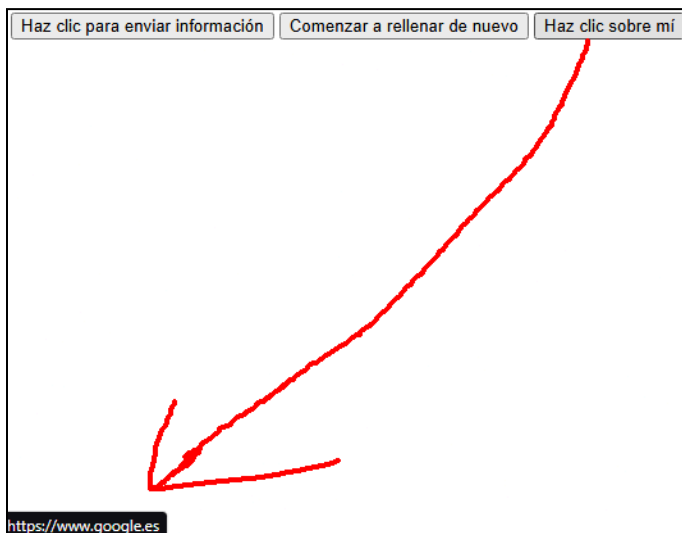 Haz clic para enviar información Comenzar a rellenar de nuevo Haz clic sobre mí
https://www.google.es